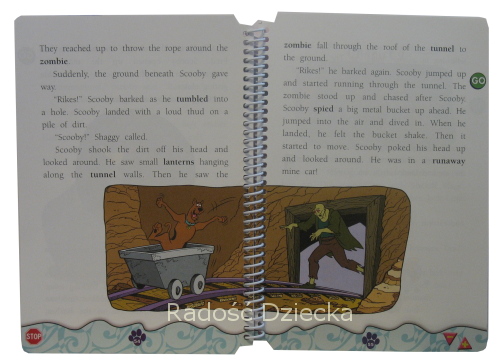 They reached up to throw the rope around the
zombie.
Suddenly, the ground beneath Scooby gave
way.
"Rikes!" Scooby barked as he tumbled into
a hole. Scooby landed with a loud thud on a
pile of dirt.
"Scooby!" Shaggy called.
Scooby shook the dirt off his head and
looked around. He saw small lanterns hanging
along the tunnel walls. Then he saw the
zombie fall through the roof of the tunnel to
the ground.
"Rikes!" he barked again. Scooby jumped up
and started running through the tunnel. The
zombie stood up and chased after Scooby.
Scooby spied a big metal bucket up ahead. He
jumped into the air and dived in. When he
landed, he felt the bucket shake. Then it
started to move. Scooby poked his head up
and looked around. He was in a runaway
mine car!
GO
Radość Dziecka
STOP